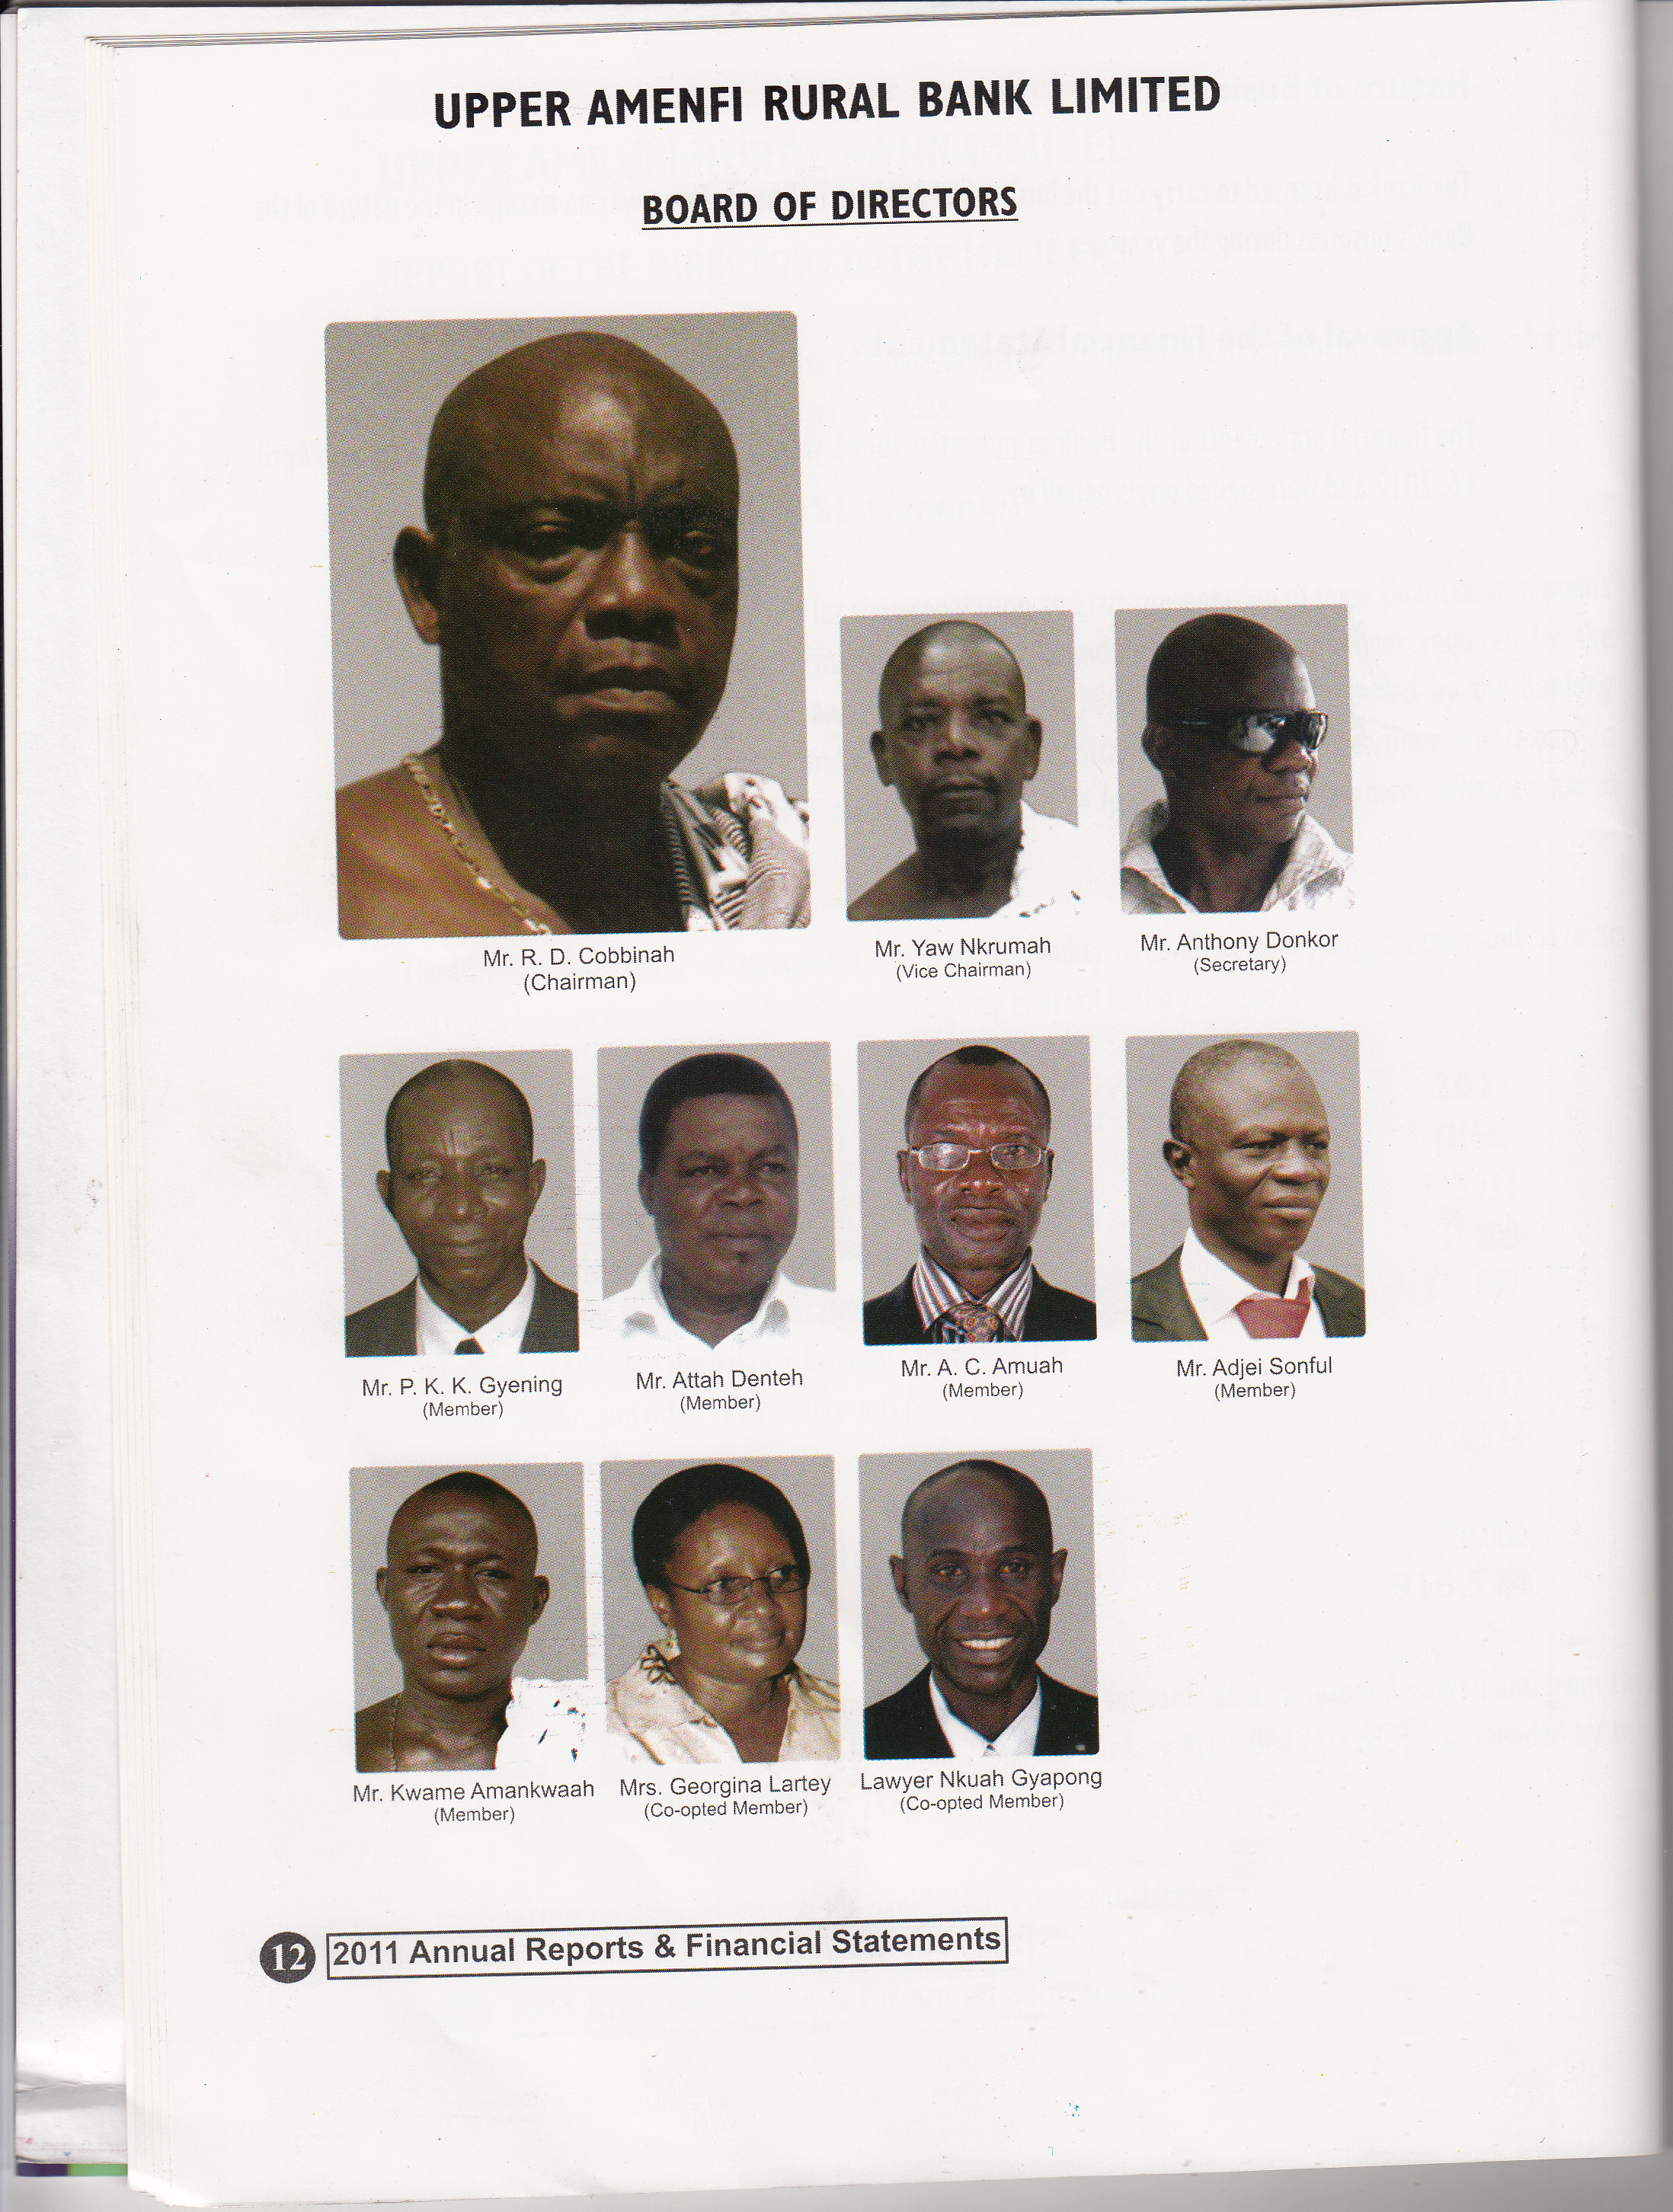 UPPER AMENFI RURAL BANK LIMITED
BOARD OF DIRECTORS
Mr. R. D. Cobbinah
(Chairman)
Mr. Yaw Nkrumah
(Vice Chairman)
Mr. Anthony Donkor
(Secretary)
Mr. P. K. K. Gyening
(Member)
Mr. Attah Denteh
(Member)
Mr. A. C. Amuah
(Member)
Mr. Adjei Sonful
(Member)
Mr. Kwame Amankwaah
(Member)
Mrs. Georgina Lartey
(Co-opted Member)
Lawyer Nkuah Gyapong
(Co-opted Member)
12 2011 Annual Reports & Financial Statements